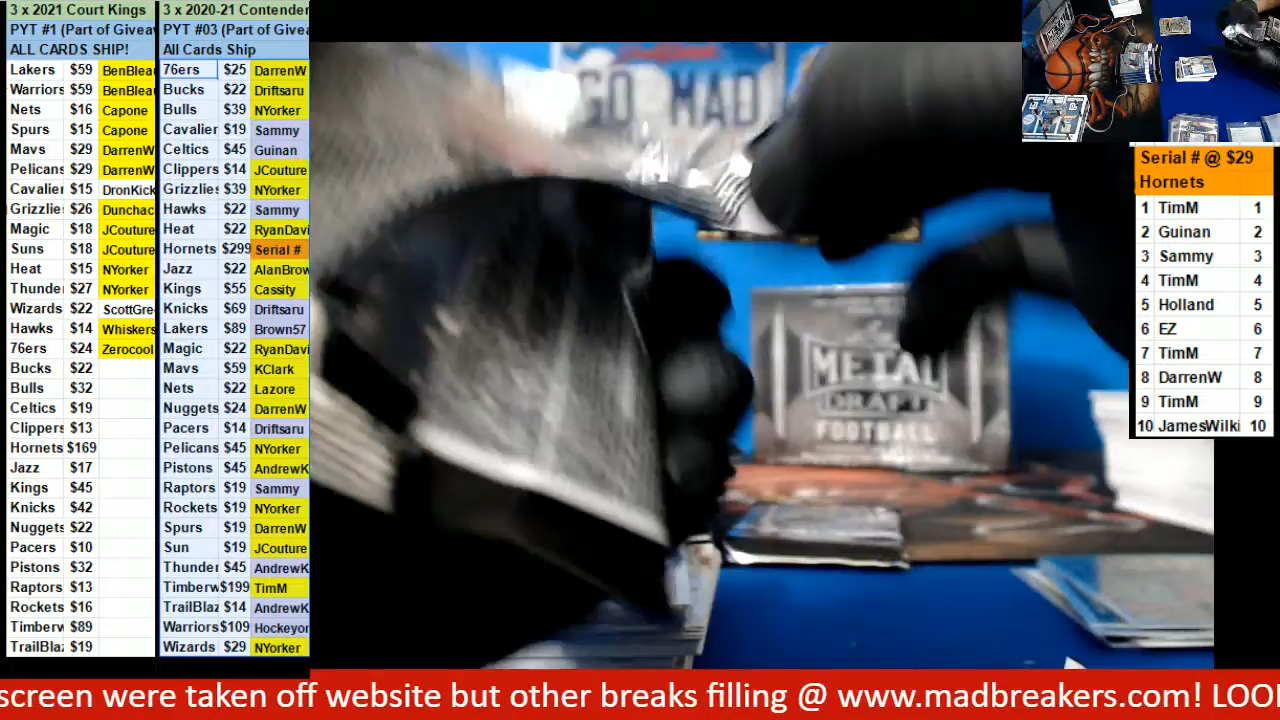 3 x 2021 Court Kings
PYT #1 (Part of Giveaw
ALL CARDS SHIP!
Lakers $59 BenBleau
Warriors $59 BenBleau
Nets $16 Capone
Spurs $15 Capone
Mavs $29 DarrenW
Pelicans $29 DarrenW
Cavalier $15 DronKick
Grizzlies $26 Dunchac
Magic $18 JCouture
Suns $18 JCouture
Heat $15 NYorker
Thunder $27 NYorker
Wizards $22 ScottGre
Hawks $14 Whiskers
76ers $24 Zerocool
Bucks $22
Bulls $32
Celtics $19
Clippers $13
Hornets $169
Jazz $17
Kings $45
Knicks $42
Nuggets $22
Pacers $10
Pistons $32
Raptors $13
Rockets $16
Timberw $89
TrailBlaz $19
3 x 2020-21 Contender
PYT #03 (Part of Givea
All Cards Ship
76ers $25 DarrenW
Bucks $22 Driftsaru
Bulls $39 NYorker
Cavalier $19 Sammy
Celtics $45 Guinan
Clippers $14 JCouture
Grizzlies $39 NYorker
Hawks $22 Sammy
Heat $22 RyanDavi
Hornets $299 Serial #
Jazz $22 AlanBrow
Kings $55 Cassity
Knicks $69 Driftsaru
Lakers $89 Brown57
Magic $22 RyanDavi
Mavs $59 KClark
Nets $22 Lazore
Nuggets $24 DarrenW
Pacers $14 Driftsaru
Pelicans $45 NYorker
Pistons $45 AndrewK
Raptors $19 Sammy
Rockets $19 NYorker
Spurs $19 DarrenW
Sun $19 JCouture
Thunder $45 AndrewK
Timberw $199 TimM
TrailBlaz $14 AndrewK
Warriors $109 Hockeyor
Wizards $29 NYorker
GO MAD
METAL
DRAFT
FOOTBALL
Serial # @ $29
Hornets
1 TimM 1
2 Guinan 2
3 Sammy 3
4 TimM 4
5 Holland 5
6 EZ 6
7 TimM 7
8 DarrenW 8
9 TimM 9
10 JamesWilki 10
screen were taken off website but other breaks filling @ www.madbreakers.com! LOO